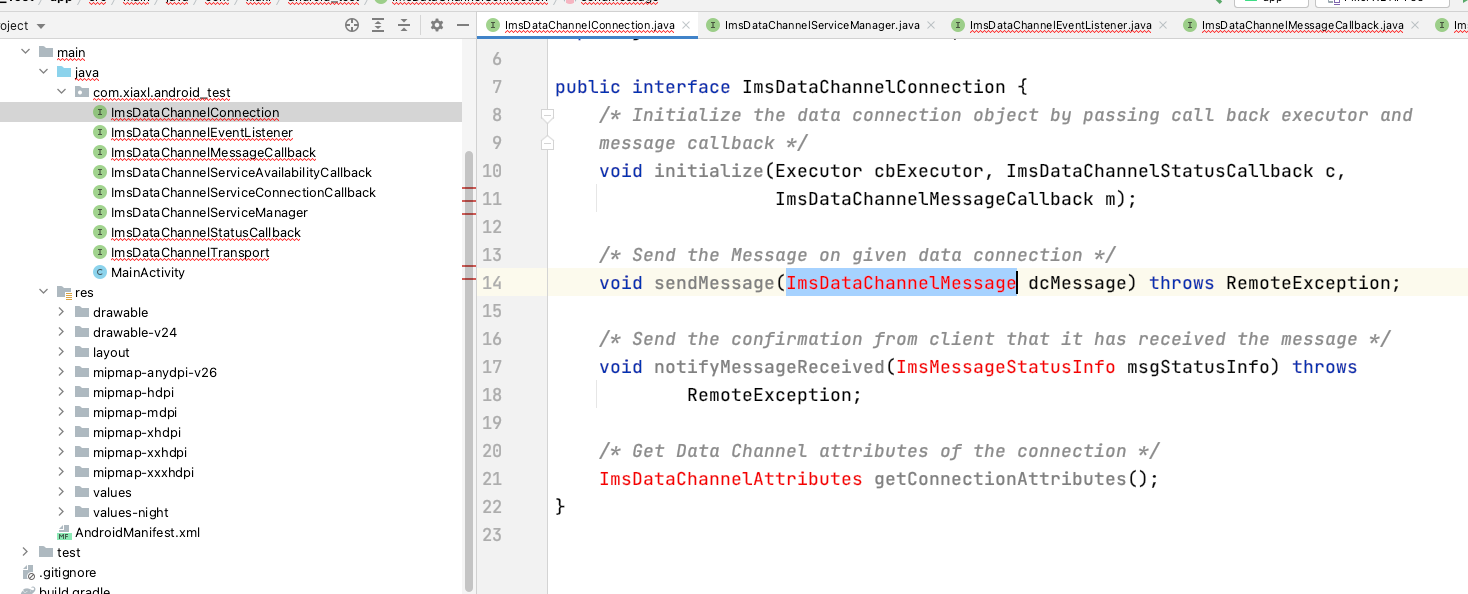 oject
main
java
com.xiaxl.android_test
ImsDataChannelConnection
ImsDataChannelEventListener
ImsDataChannelMessageCallback
ImsDataChannelServiceAvailabilityCallback
ImsDataChannelServiceConnectionCallback
ImsDataChannelServiceManager
ImsDataChannelStatusCallback
ImsDataChannelTransport
MainActivity
res
drawable
drawable-v24
layout
mipmap-anydpi-v26
mipmap-hdpi
mipmap-mdpi
mipmap-xhdpi
mipmap-xxhdpi
mipmap-xxxhdpi
values
values-night
AndroidManifest.xml
test
.gitignore
build.gradle
ImsDataChannelConnection.java ImsDataChannelServiceManager.java ImsDataChannelEventListener.java ImsDataChannelMessageCallback.java
6
7 public interface ImsDataChannelConnection {
8 /* Initialize the data connection object by passing call back executor and
9 message callback */
10 void initialize(Executor cbExecutor, ImsDataChannelStatusCallback c,
11 ImsDataChannelMessageCallback m);
12
13 /* Send the Message on given data connection */
14 void sendMessage(ImsDataChannelMessage dcMessage) throws RemoteException;
15
16 /* Send the confirmation from client that it has received the message */
17 void notifyMessageReceived(ImsMessageStatusInfo msgStatusInfo) throws
18 RemoteException;
19
20 /* Get Data Channel attributes of the connection */
21 ImsDataChannelAttributes getConnectionAttributes();
22 }
23